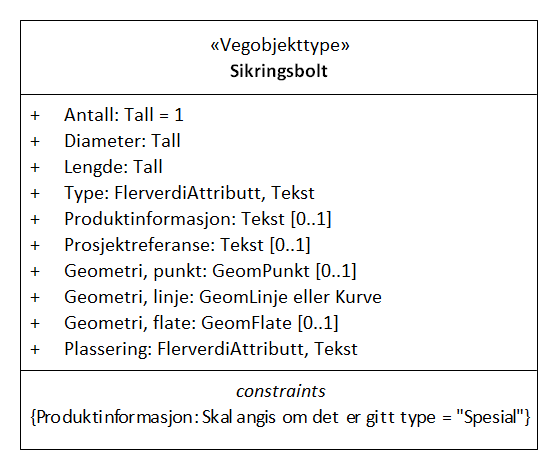 «Vegobjekttype»
Sikringsbolt
+ Antall: Tall = 1
+ Diameter: Tall
+ Lengde: Tall
+ Type: FlerverdiAttributt, Tekst
+ Produktinformasjon: Tekst [0..1]
+ Prosjektreferanse: Tekst [0..1]
+ Geometri, punkt: GeomPunkt [0..1]
+ Geometri, linje: GeomLinje eller Kurve
+ Geometri, flate: GeomFlate [0..1]
+ Plassering: FlerverdiAttributt, Tekst
constraints
{Produktinformasjon: Skal angis om det er gitt type = "Spesial"}